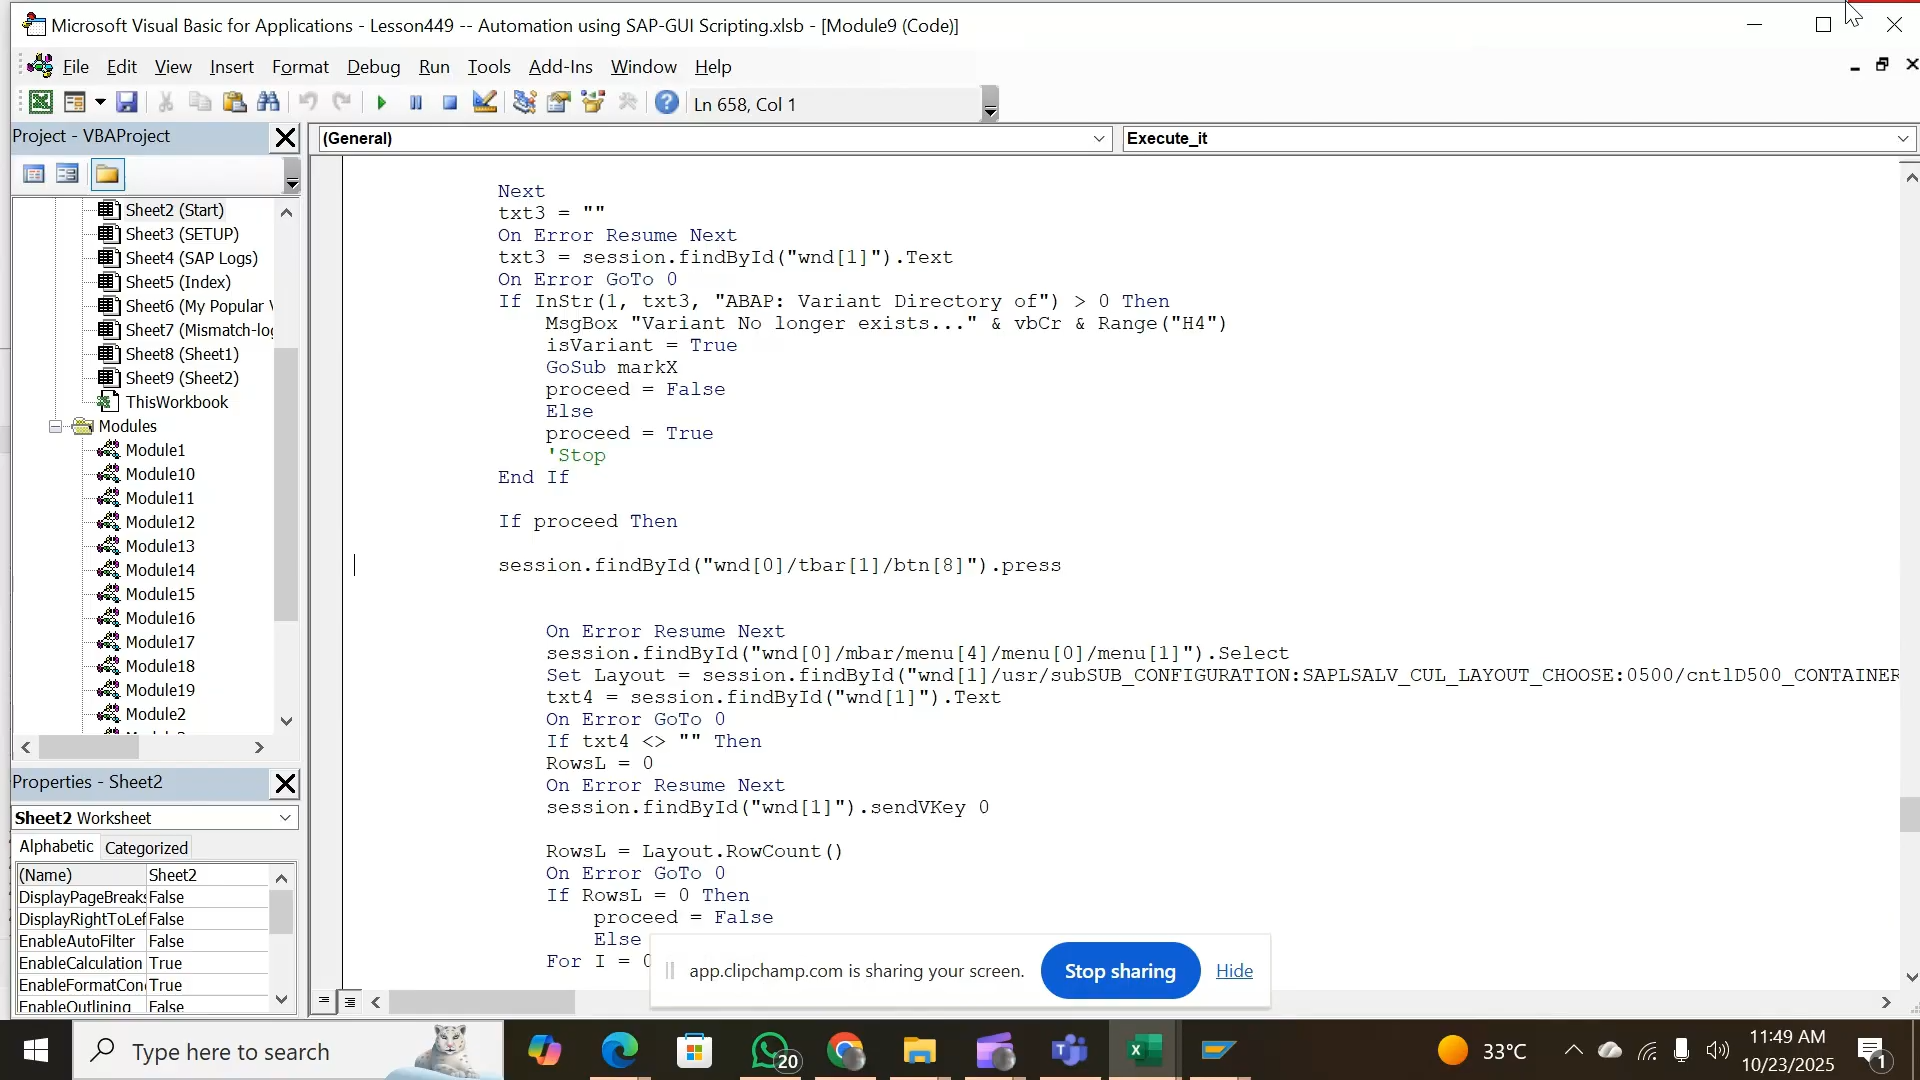 Microsoft Visual Basic for Applications - Lesson449 -- Automation using SAP-GUI Scripting.xlsb - [Module9 (Code)]
File Edit View Insert Format Debug Run Tools Add-Ins Window Help
Ln 658, Col 1
Project - VBAProject
(General)
Execute_it
Sheet2 (Start)
Sheet3 (SETUP)
Sheet4 (SAP Logs)
Sheet5 (Index)
Sheet6 (My Popular
Sheet7 (Mismatch-log
Sheet8 (Sheet1)
Sheet9 (Sheet2)
ThisWorkbook
Modules
Module1
Module10
Module11
Module12
Module13
Module14
Module15
Module16
Module17
Module18
Module19
Module2
Properties - Sheet2
Sheet2 Worksheet
Alphabetic Categorized
(Name) Sheet2
DisplayPageBreaks False
DisplayRightToLef False
EnableAutoFilter False
EnableCalculation True
EnableFormatCon True
EnableOutlining False
Next
txt3 = ""
On Error Resume Next
txt3 = session.findById("wnd[1]").Text
On Error GoTo 0
If InStr(1, txt3, "ABAP: Variant Directory of") > 0 Then
MsgBox "Variant No longer exists..." & vbCr & Range("H4")
isVariant = True
GoSub markX
proceed = False
Else
proceed = True
'Stop
End If
If proceed Then
session.findById("wnd[0]/tbar[1]/btn[8]").press
On Error Resume Next
session.findById("wnd[0]/mbar/menu[4]/menu[0]/menu[1]").Select
Set Layout = session.findById("wnd[1]/usr/subSUB_CONFIGURATION:SAPLSALV_CUL_LAYOUT_CHOOSE:0500/cntlD500_CONTAINER
txt4 = session.findById("wnd[1]").Text
On Error GoTo 0
If txt4 <> "" Then
RowsL = 0
On Error Resume Next
session.findById("wnd[1]").sendVKey 0
RowsL = Layout.RowCount()
On Error GoTo 0
If RowsL = 0 Then
proceed = False
Else
For I = 0
app.clipchamp.com is sharing your screen. Stop sharing Hide
Type here to search
20
33°C
11:49 AM
10/23/2025
1